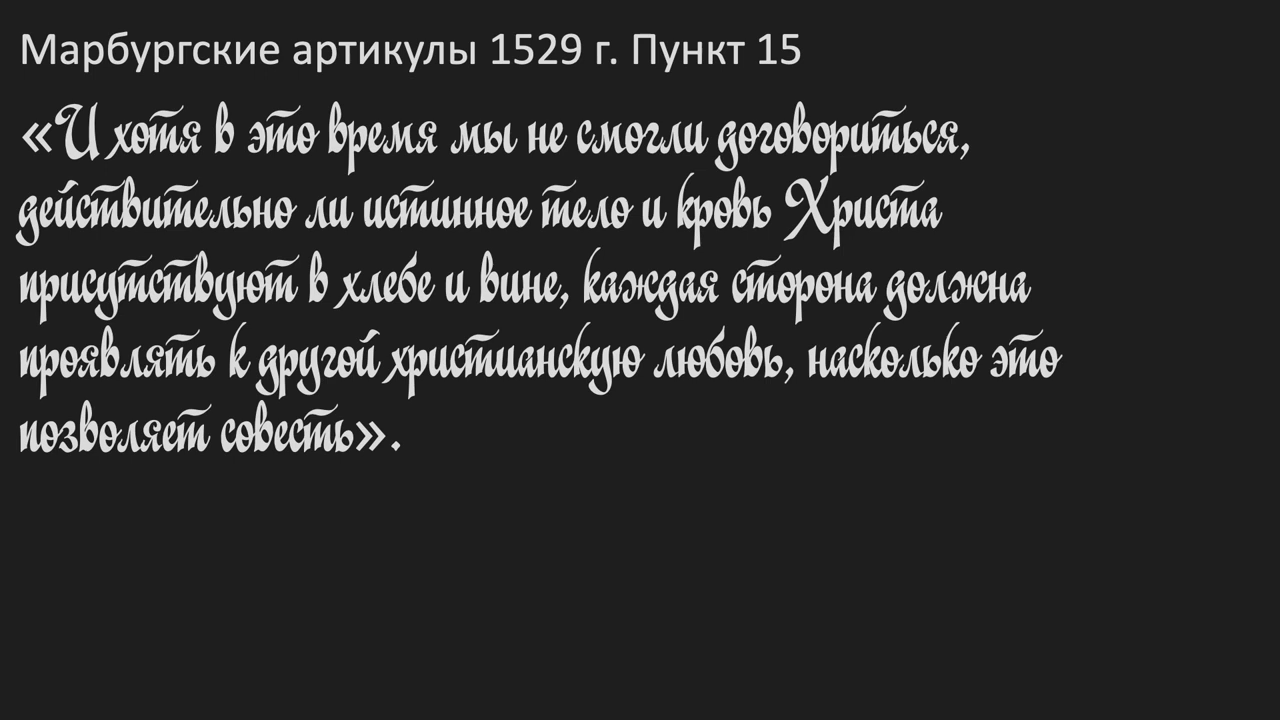 Марбургские артикулы 1529 г. Пункт 15
«И хотя в это время мы не смогли договориться,
действительно ли истинное тело и кровь Христа
присутствуют в хлебе и вине, каждая сторона должна
проявлять к другой христианскую любовь, насколько это
позволяет совесть».